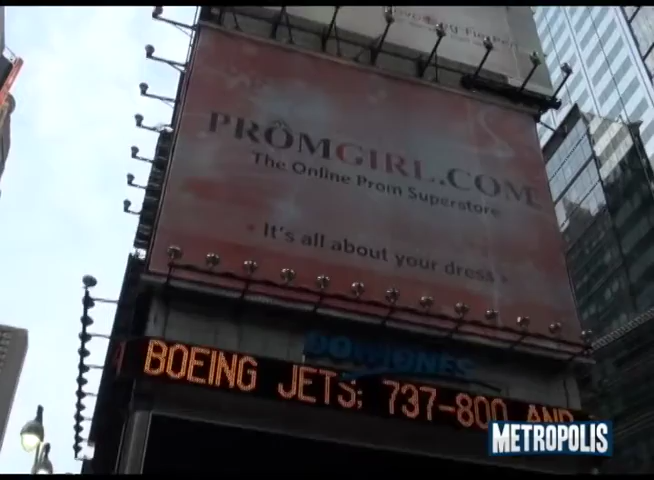 PROMGIRL.COM
The Online Prom Superstore
It's all about your dress
DOW JONES
BOEING JETS; 737-800 AND
METROPOLIS